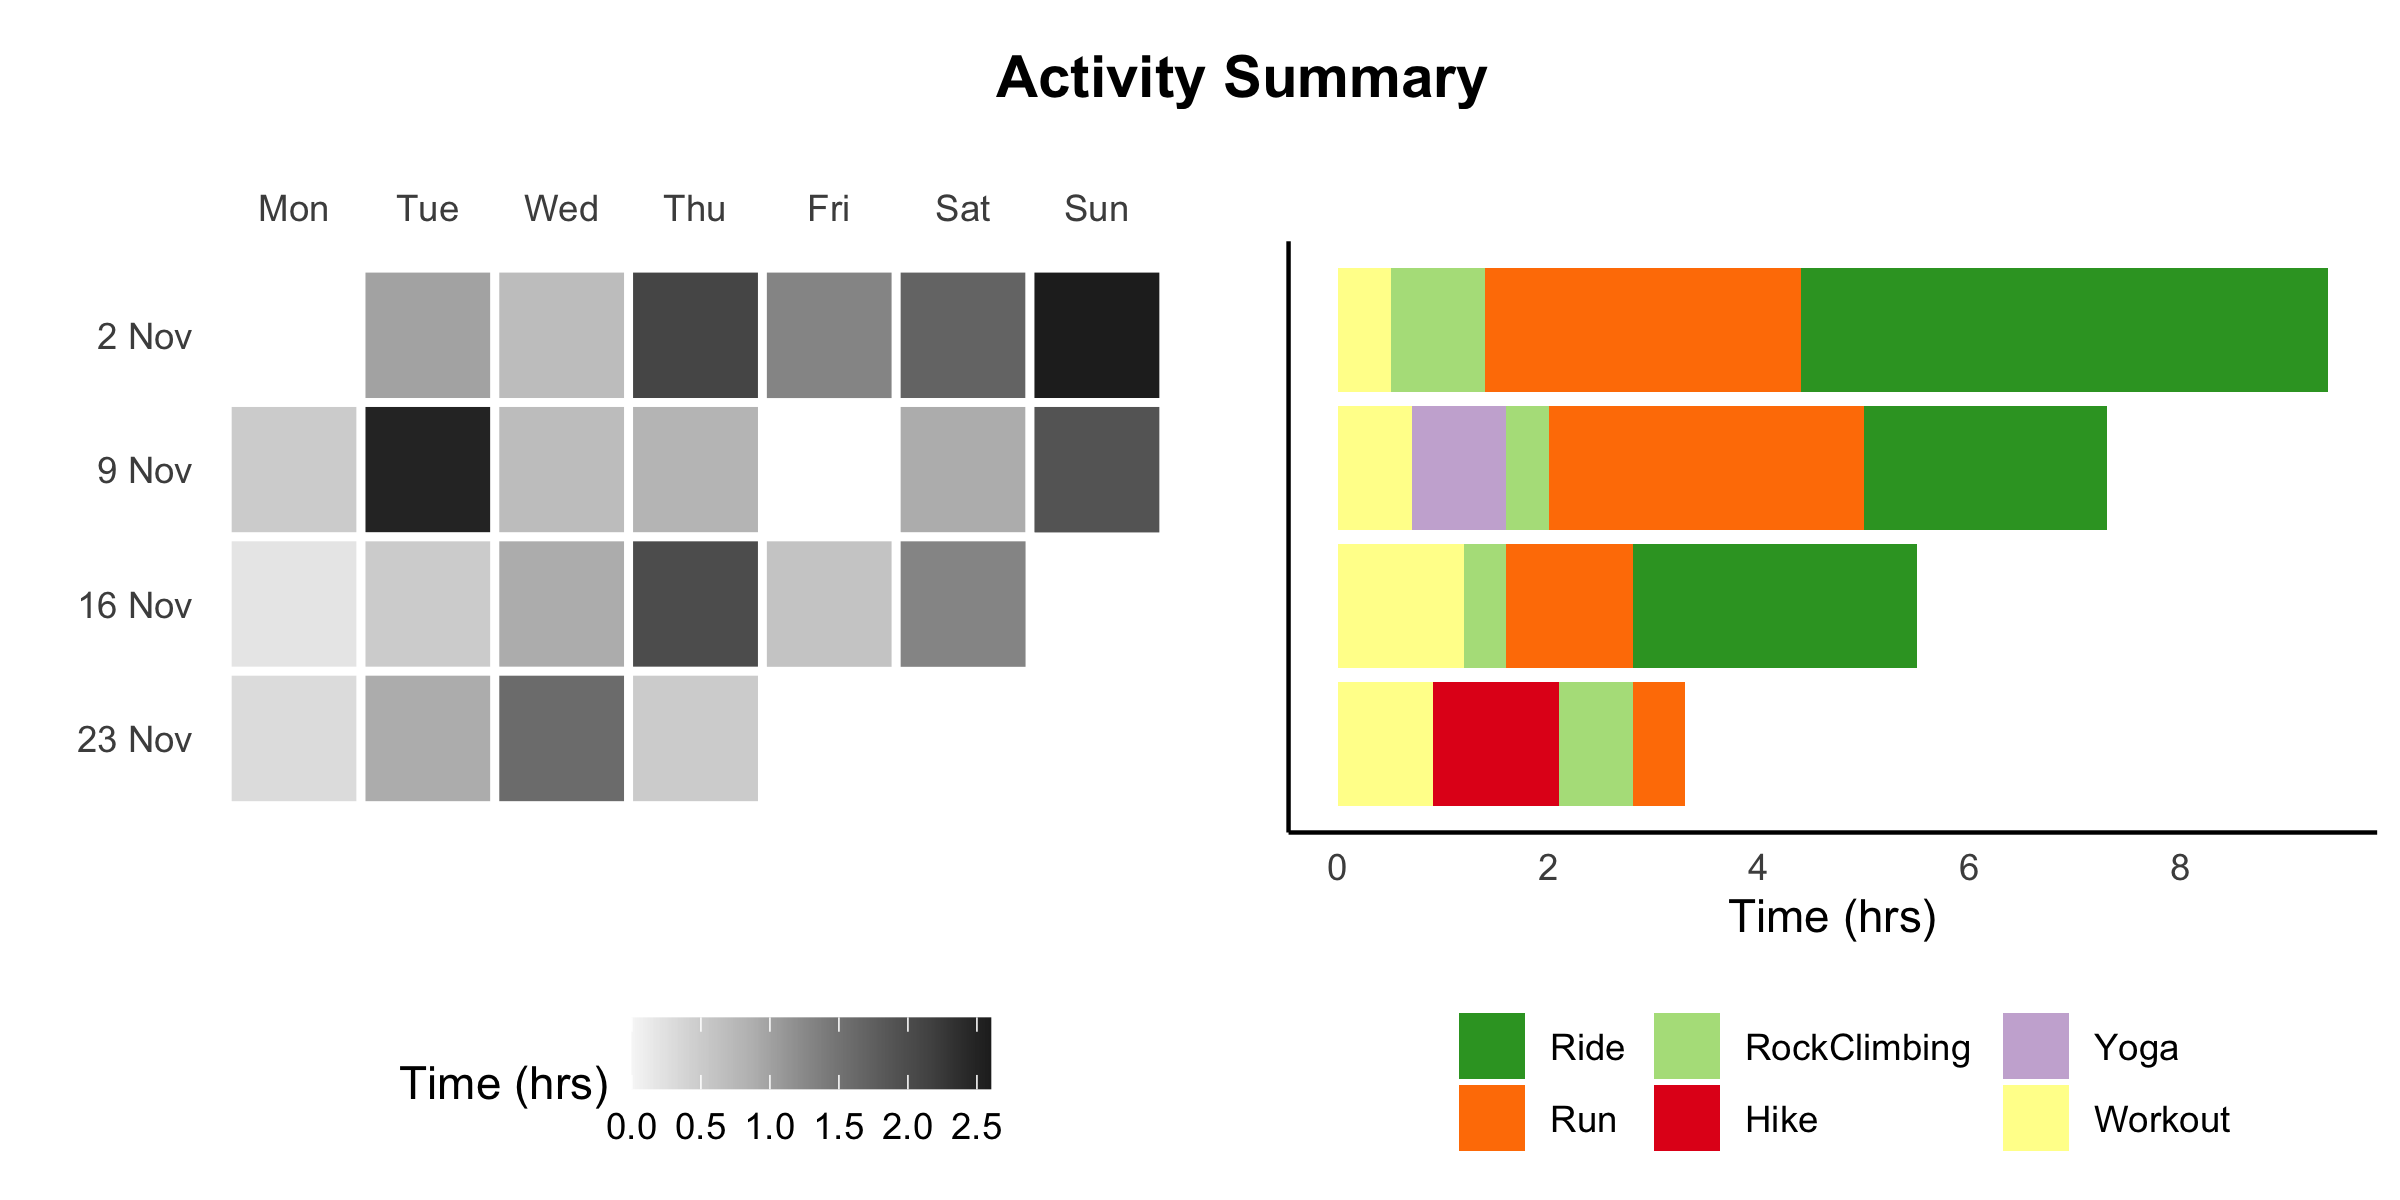 Activity Summary
Mon Tue Wed Thu Fri Sat Sun
2 Nov
9 Nov
16 Nov
23 Nov
0 2 4 6 8
Time (hrs)
Time (hrs)
0.0 0.5 1.0 1.5 2.0 2.5
Ride RockClimbing Yoga
Run Hike Workout